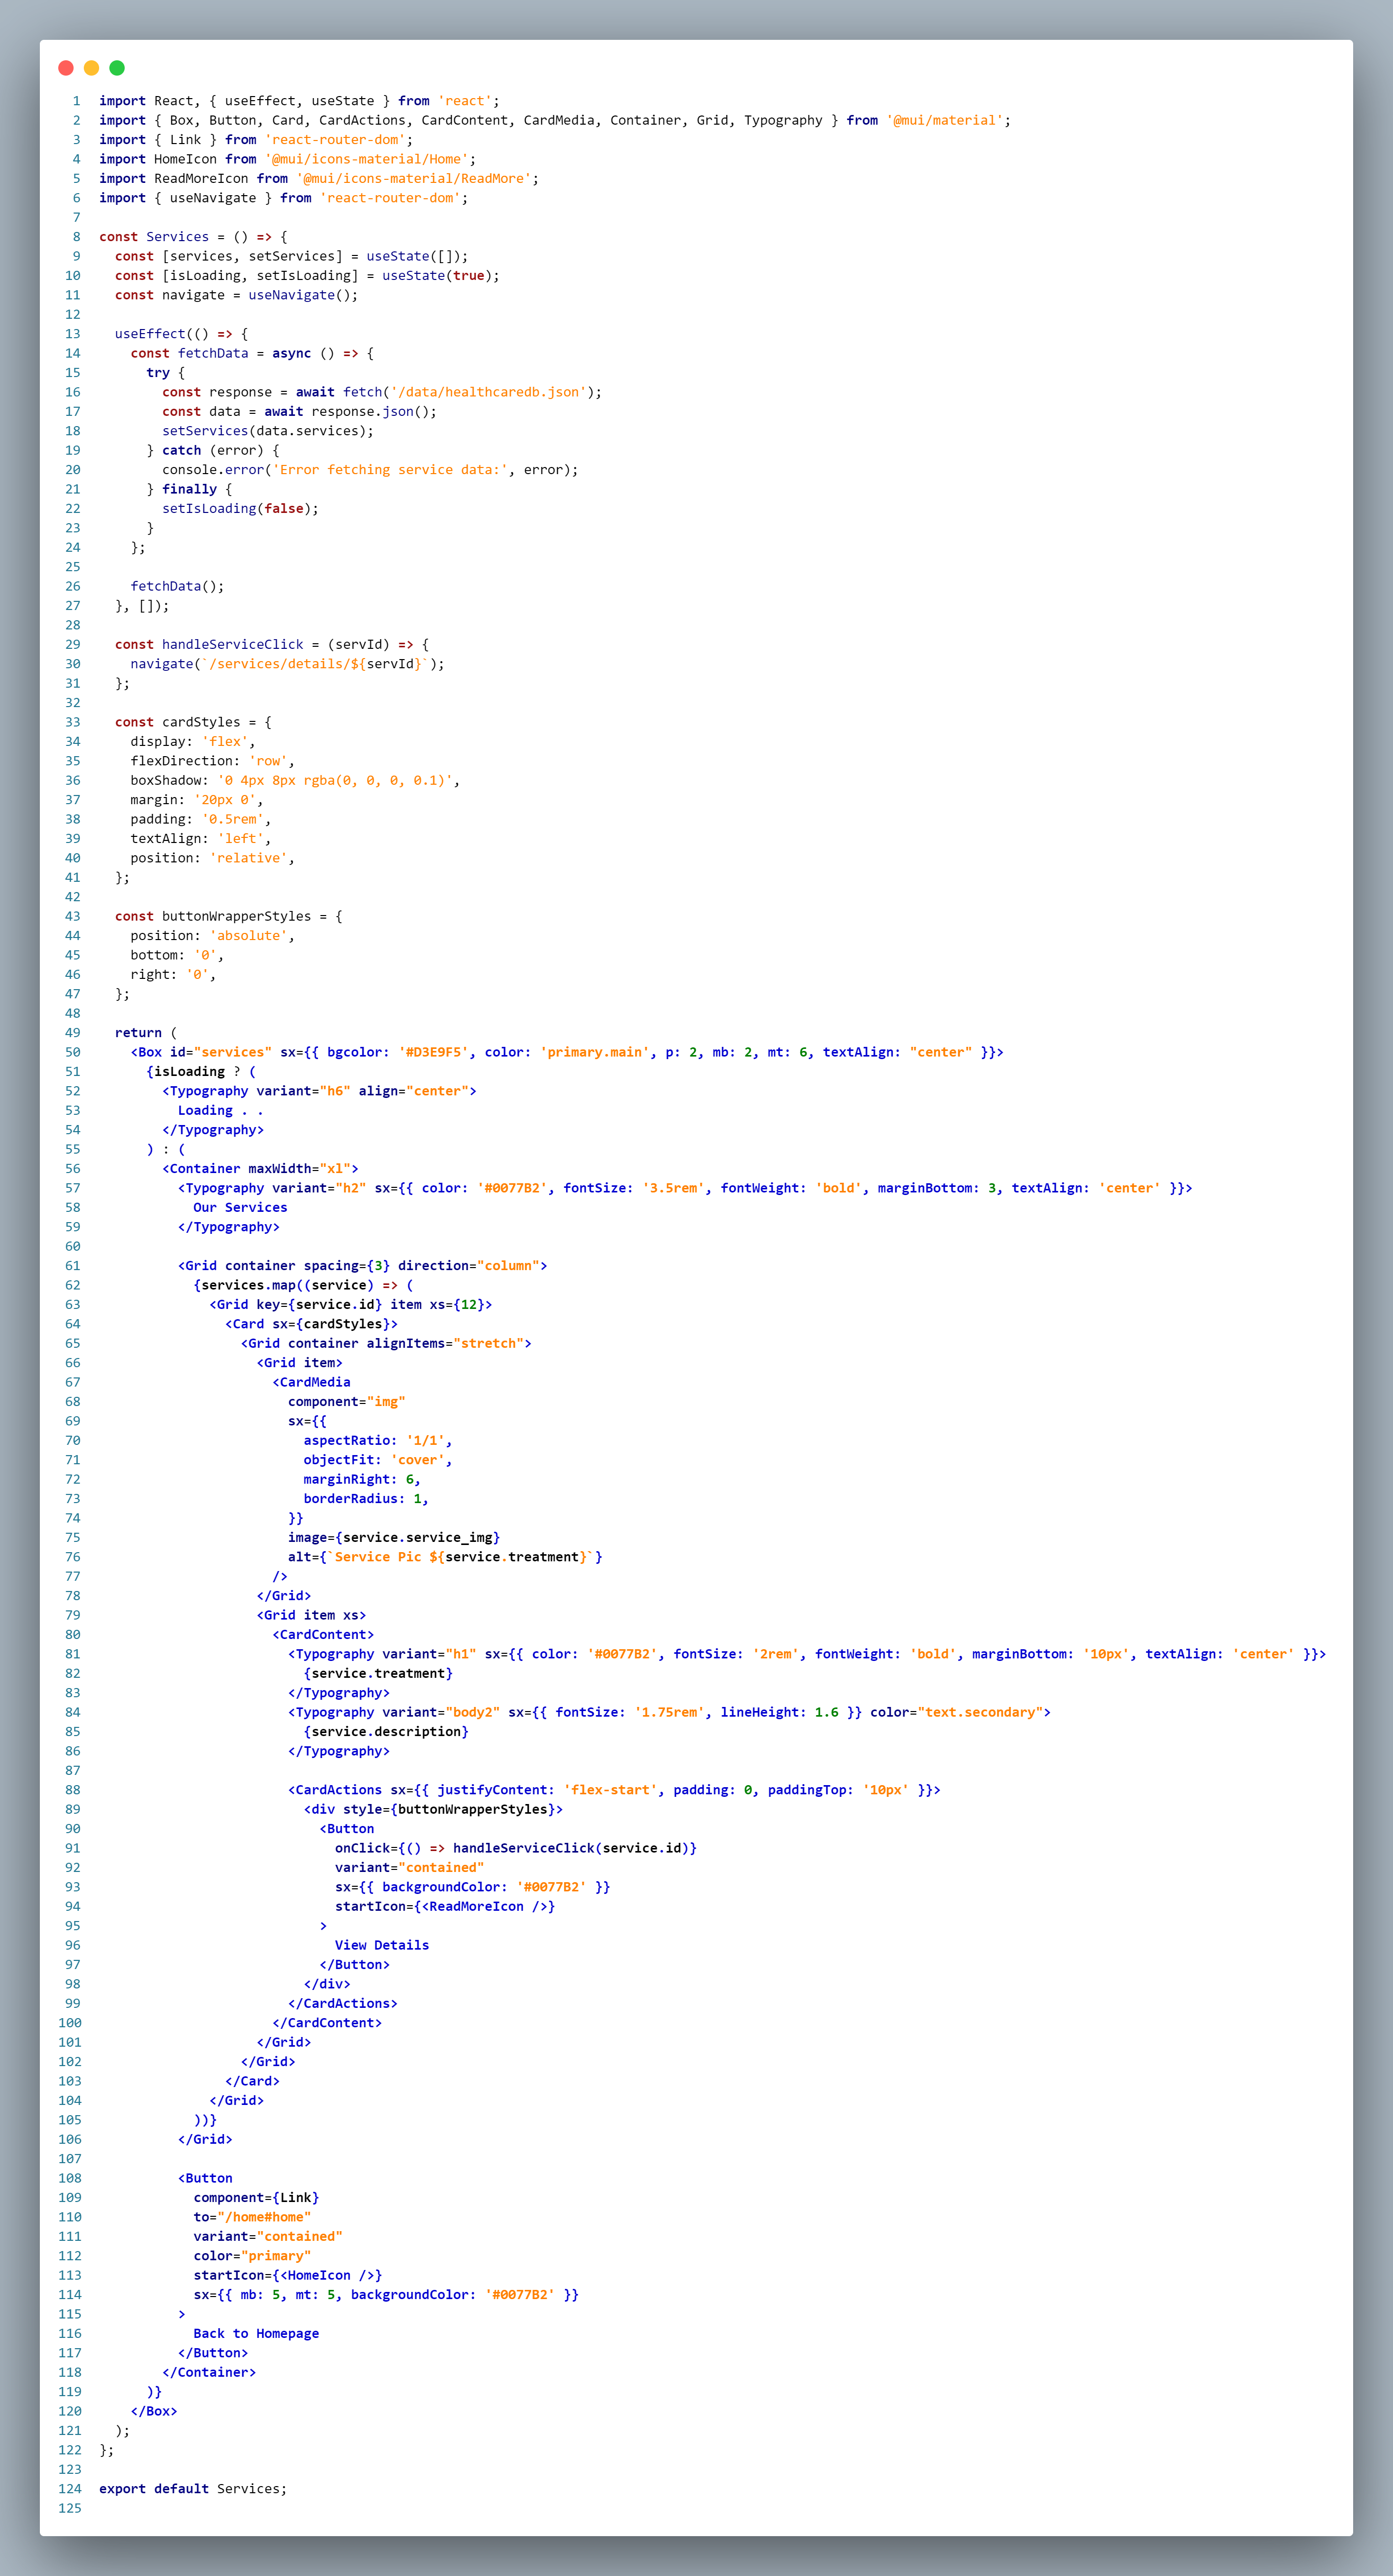 1 import React, { useEffect, useState } from 'react';
2 import { Box, Button, Card, CardActions, CardContent, CardMedia, Container, Grid, Typography } from '@mui/material';
3 import { Link } from 'react-router-dom';
4 import HomeIcon from '@mui/icons-material/Home';
5 import ReadMoreIcon from '@mui/icons-material/ReadMore';
6 import { useNavigate } from 'react-router-dom';
7
8 const Services = () => {
9   const [services, setServices] = useState([]);
10   const [isLoading, setIsLoading] = useState(true);
11   const navigate = useNavigate();
12
13   useEffect(() => {
14     const fetchData = async () => {
15       try {
16         const response = await fetch('/data/healthcaredb.json');
17         const data = await response.json();
18         setServices(data.services);
19       } catch (error) {
20         console.error('Error fetching service data:', error);
21       } finally {
22         setIsLoading(false);
23       }
24     };
25
26     fetchData();
27   }, []);
28
29   const handleServiceClick = (servId) => {
30     navigate(`/services/details/${servId}`);
31   };
32
33   const cardStyles = {
34     display: 'flex',
35     flexDirection: 'row',
36     boxShadow: '0 4px 8px rgba(0, 0, 0, 0.1)',
37     margin: '20px 0',
38     padding: '0.5rem',
39     textAlign: 'left',
40     position: 'relative',
41   };
42
43   const buttonWrapperStyles = {
44     position: 'absolute',
45     bottom: '0',
46     right: '0',
47   };
48
49   return (
50     <Box id="services" sx={{ bgcolor: '#D3E9F5', color: 'primary.main', p: 2, mb: 2, mt: 6, textAlign: "center" }}>
51       {isLoading ? (
52         <Typography variant="h6" align="center">
53           Loading . .
54         </Typography>
55       ) : (
56         <Container maxWidth="xl">
57           <Typography variant="h2" sx={{ color: '#0077B2', fontSize: '3.5rem', fontWeight: 'bold', marginBottom: 3, textAlign: 'center' }}>
58             Our Services
59           </Typography>
60
61           <Grid container spacing={3} direction="column">
62             {services.map((service) => (
63               <Grid key={service.id} item xs={12}>
64                 <Card sx={cardStyles}>
65                   <Grid container alignItems="stretch">
66                     <Grid item>
67                       <CardMedia
68                         component="img"
69                         sx={{
70                           aspectRatio: '1/1',
71                           objectFit: 'cover',
72                           marginRight: 6,
73                           borderRadius: 1,
74                         }}
75                         image={service.service_img}
76                         alt={`Service Pic ${service.treatment}`}
77                       />
78                     </Grid>
79                     <Grid item xs>
80                       <CardContent>
81                         <Typography variant="h1" sx={{ color: '#0077B2', fontSize: '2rem', fontWeight: 'bold', marginBottom: '10px', textAlign: 'center' }}>
82                           {service.treatment}
83                         </Typography>
84                         <Typography variant="body2" sx={{ fontSize: '1.75rem', lineHeight: 1.6 }} color="text.secondary">
85                           {service.description}
86                         </Typography>
87
88                         <CardActions sx={{ justifyContent: 'flex-start', padding: 0, paddingTop: '10px' }}>
89                           <div style={buttonWrapperStyles}>
90                             <Button
91                               onClick={() => handleServiceClick(service.id)}
92                               variant="contained"
93                               sx={{ backgroundColor: '#0077B2' }}
94                               startIcon={<ReadMoreIcon />}
95                             >
96                               View Details
97                             </Button>
98                           </div>
99                         </CardActions>
100                       </CardContent>
101                     </Grid>
102                   </Grid>
103                 </Card>
104               </Grid>
105             ))}
106           </Grid>
107
108           <Button
109             component={Link}
110             to="/home#home"
111             variant="contained"
112             color="primary"
113             startIcon={<HomeIcon />}
114             sx={{ mb: 5, mt: 5, backgroundColor: '#0077B2' }}
115           >
116             Back to Homepage
117           </Button>
118         </Container>
119       )}
120     </Box>
121   );
122 };
123
124 export default Services;
125